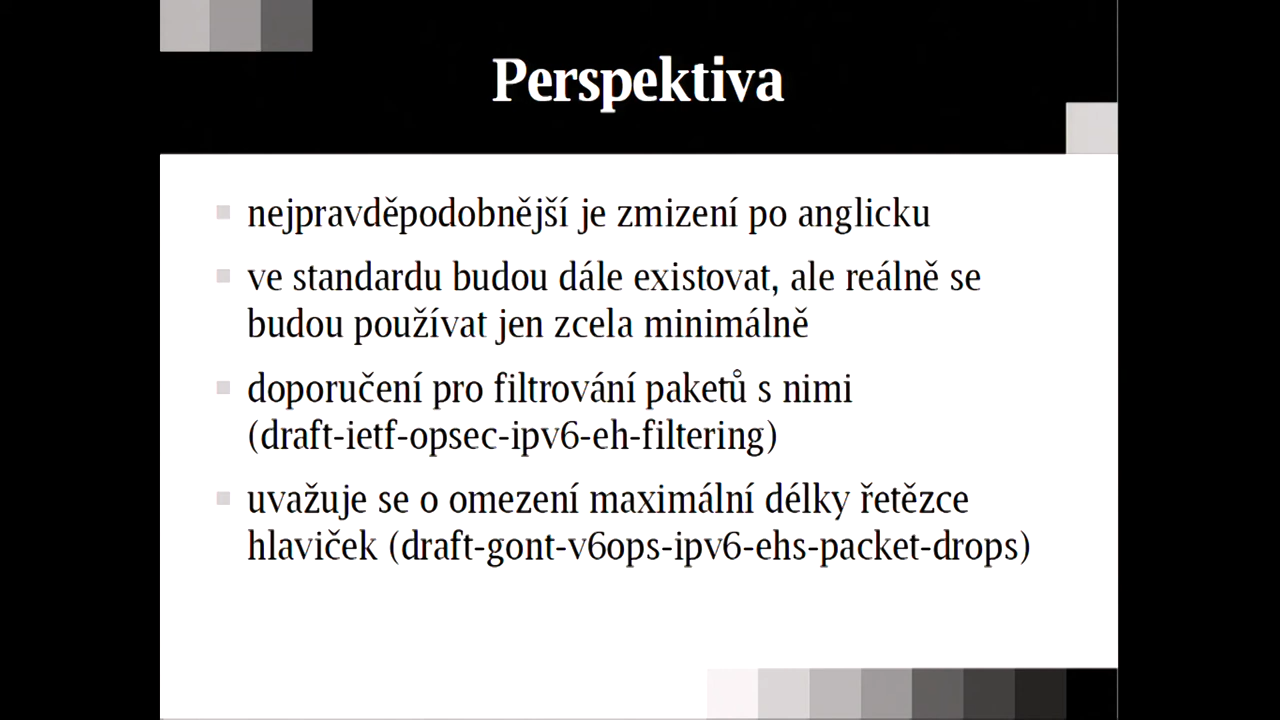 Perspektiva
nejpravděpodobnější je zmizení po anglicku
ve standardu budou dále existovat, ale reálně se
budou používat jen zcela minimálně
doporučení pro filtrování paketů s nimi
(draft-ietf-opsec-ipv6-eh-filtering)
uvažuje se o omezení maximální délky řetězce
hlaviček (draft-gont-v6ops-ipv6-ehs-packet-drops)